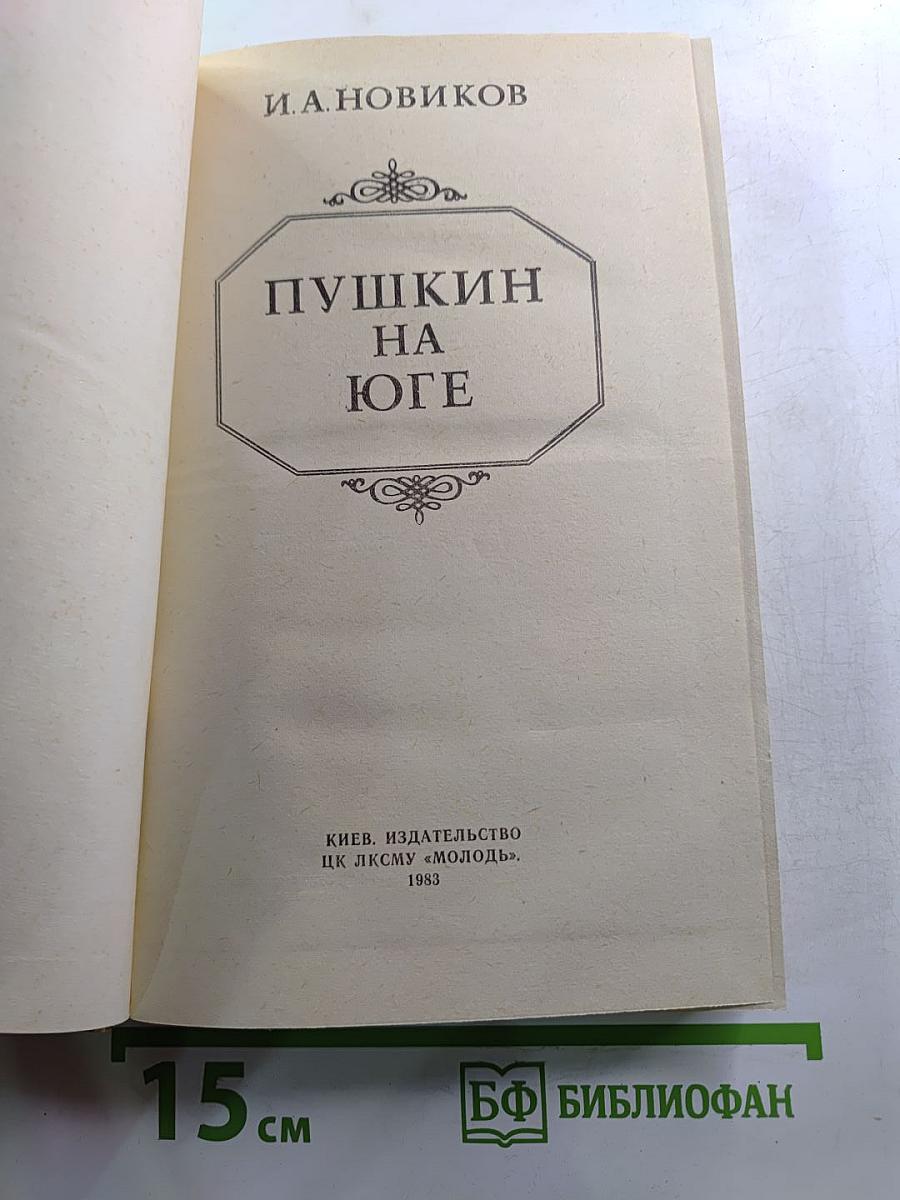 И. А. НОВИКОВ
ПУШКИН
НА
ЮГЕ
КИЕВ. ИЗДАТЕЛЬСТВО
ЦК ЛКСМУ «МОЛОДЬ».
1983
15 см
БФ БИБЛИОФАН